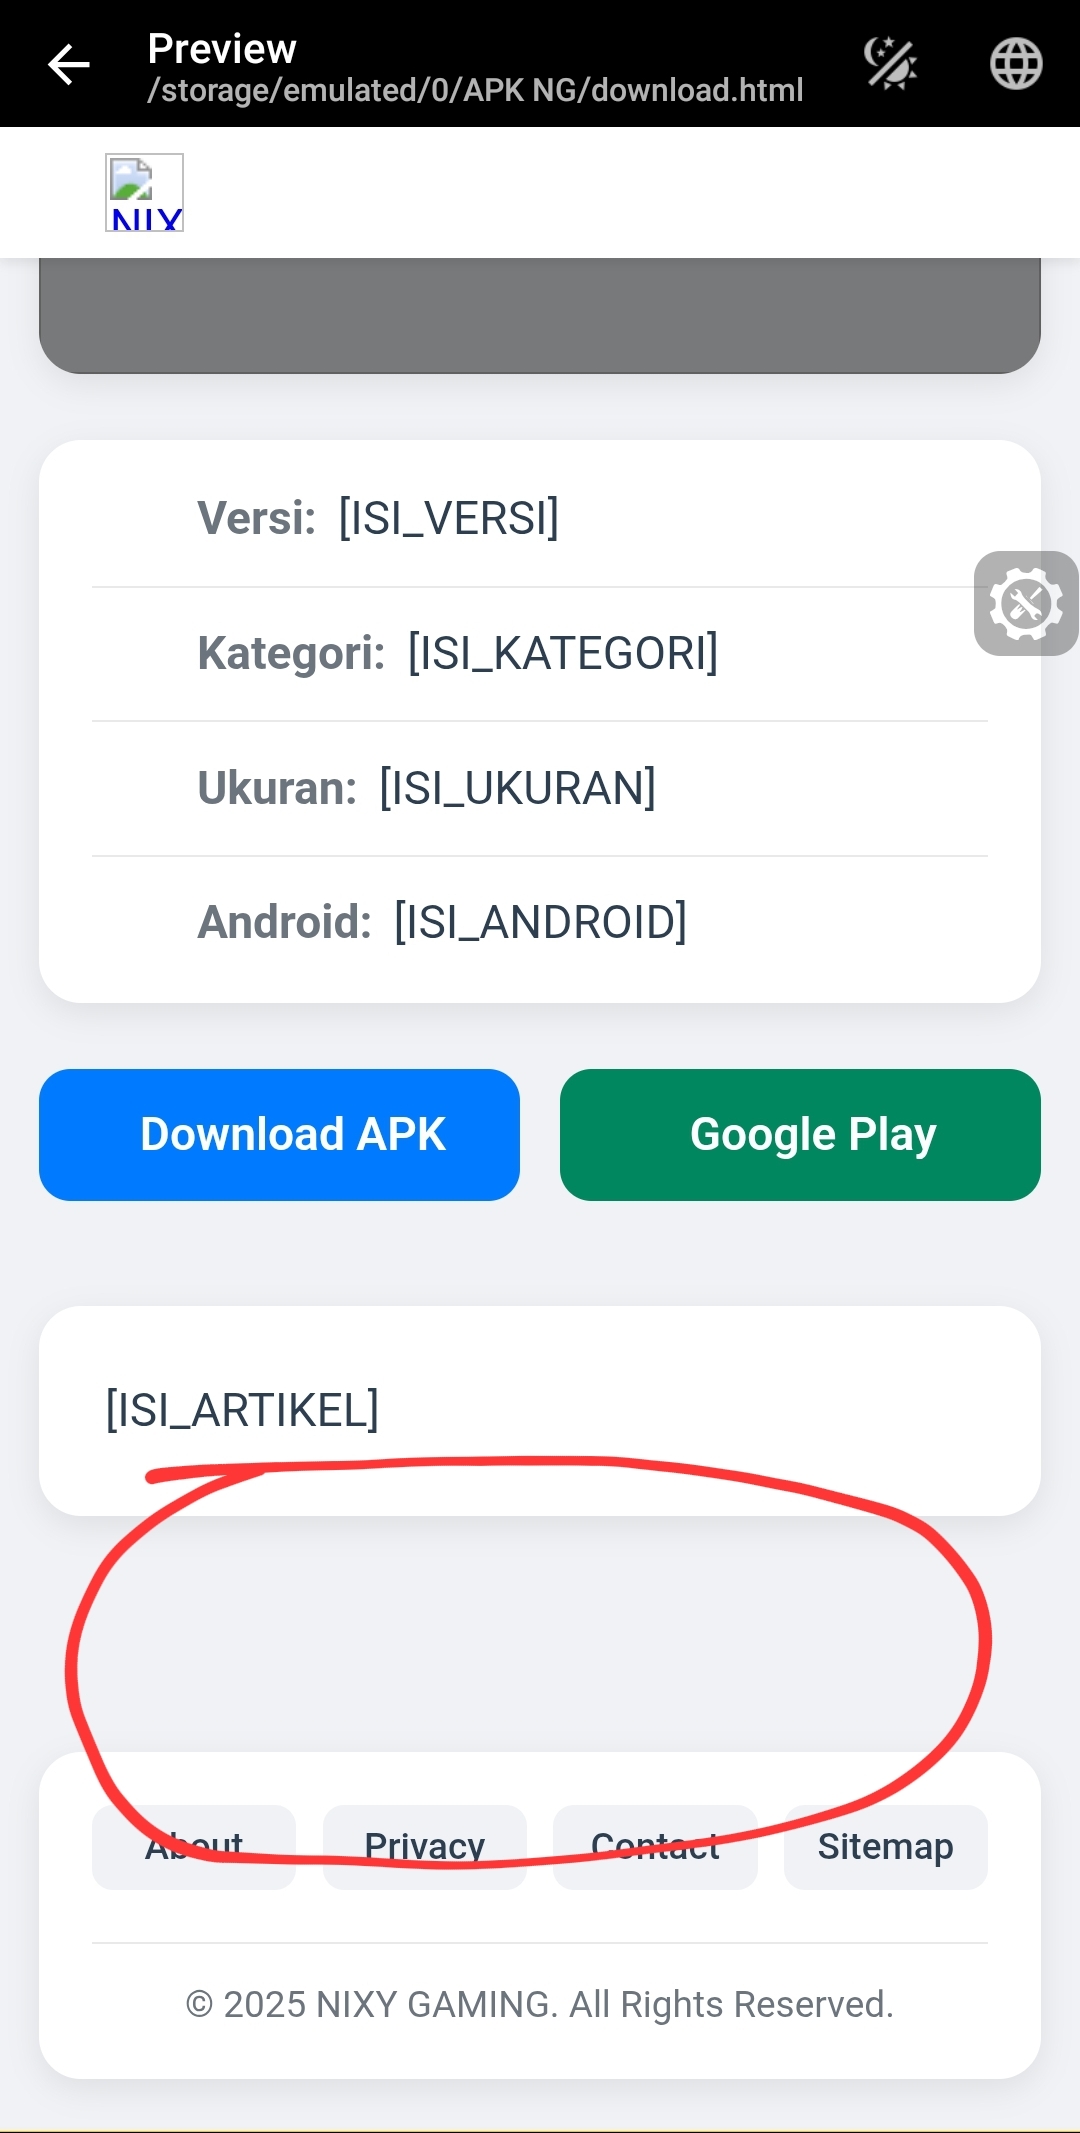 Preview
/storage/emulated/0/APK NG/download.html
NIX
Versi: [ISI_VERSI]
Kategori: [ISI_KATEGORI]
Ukuran: [ISI_UKURAN]
Android: [ISI_ANDROID]
Download APK Google Play
[ISI_ARTIKEL]
About Privacy Contact Sitemap
© 2025 NIXY GAMING. All Rights Reserved.